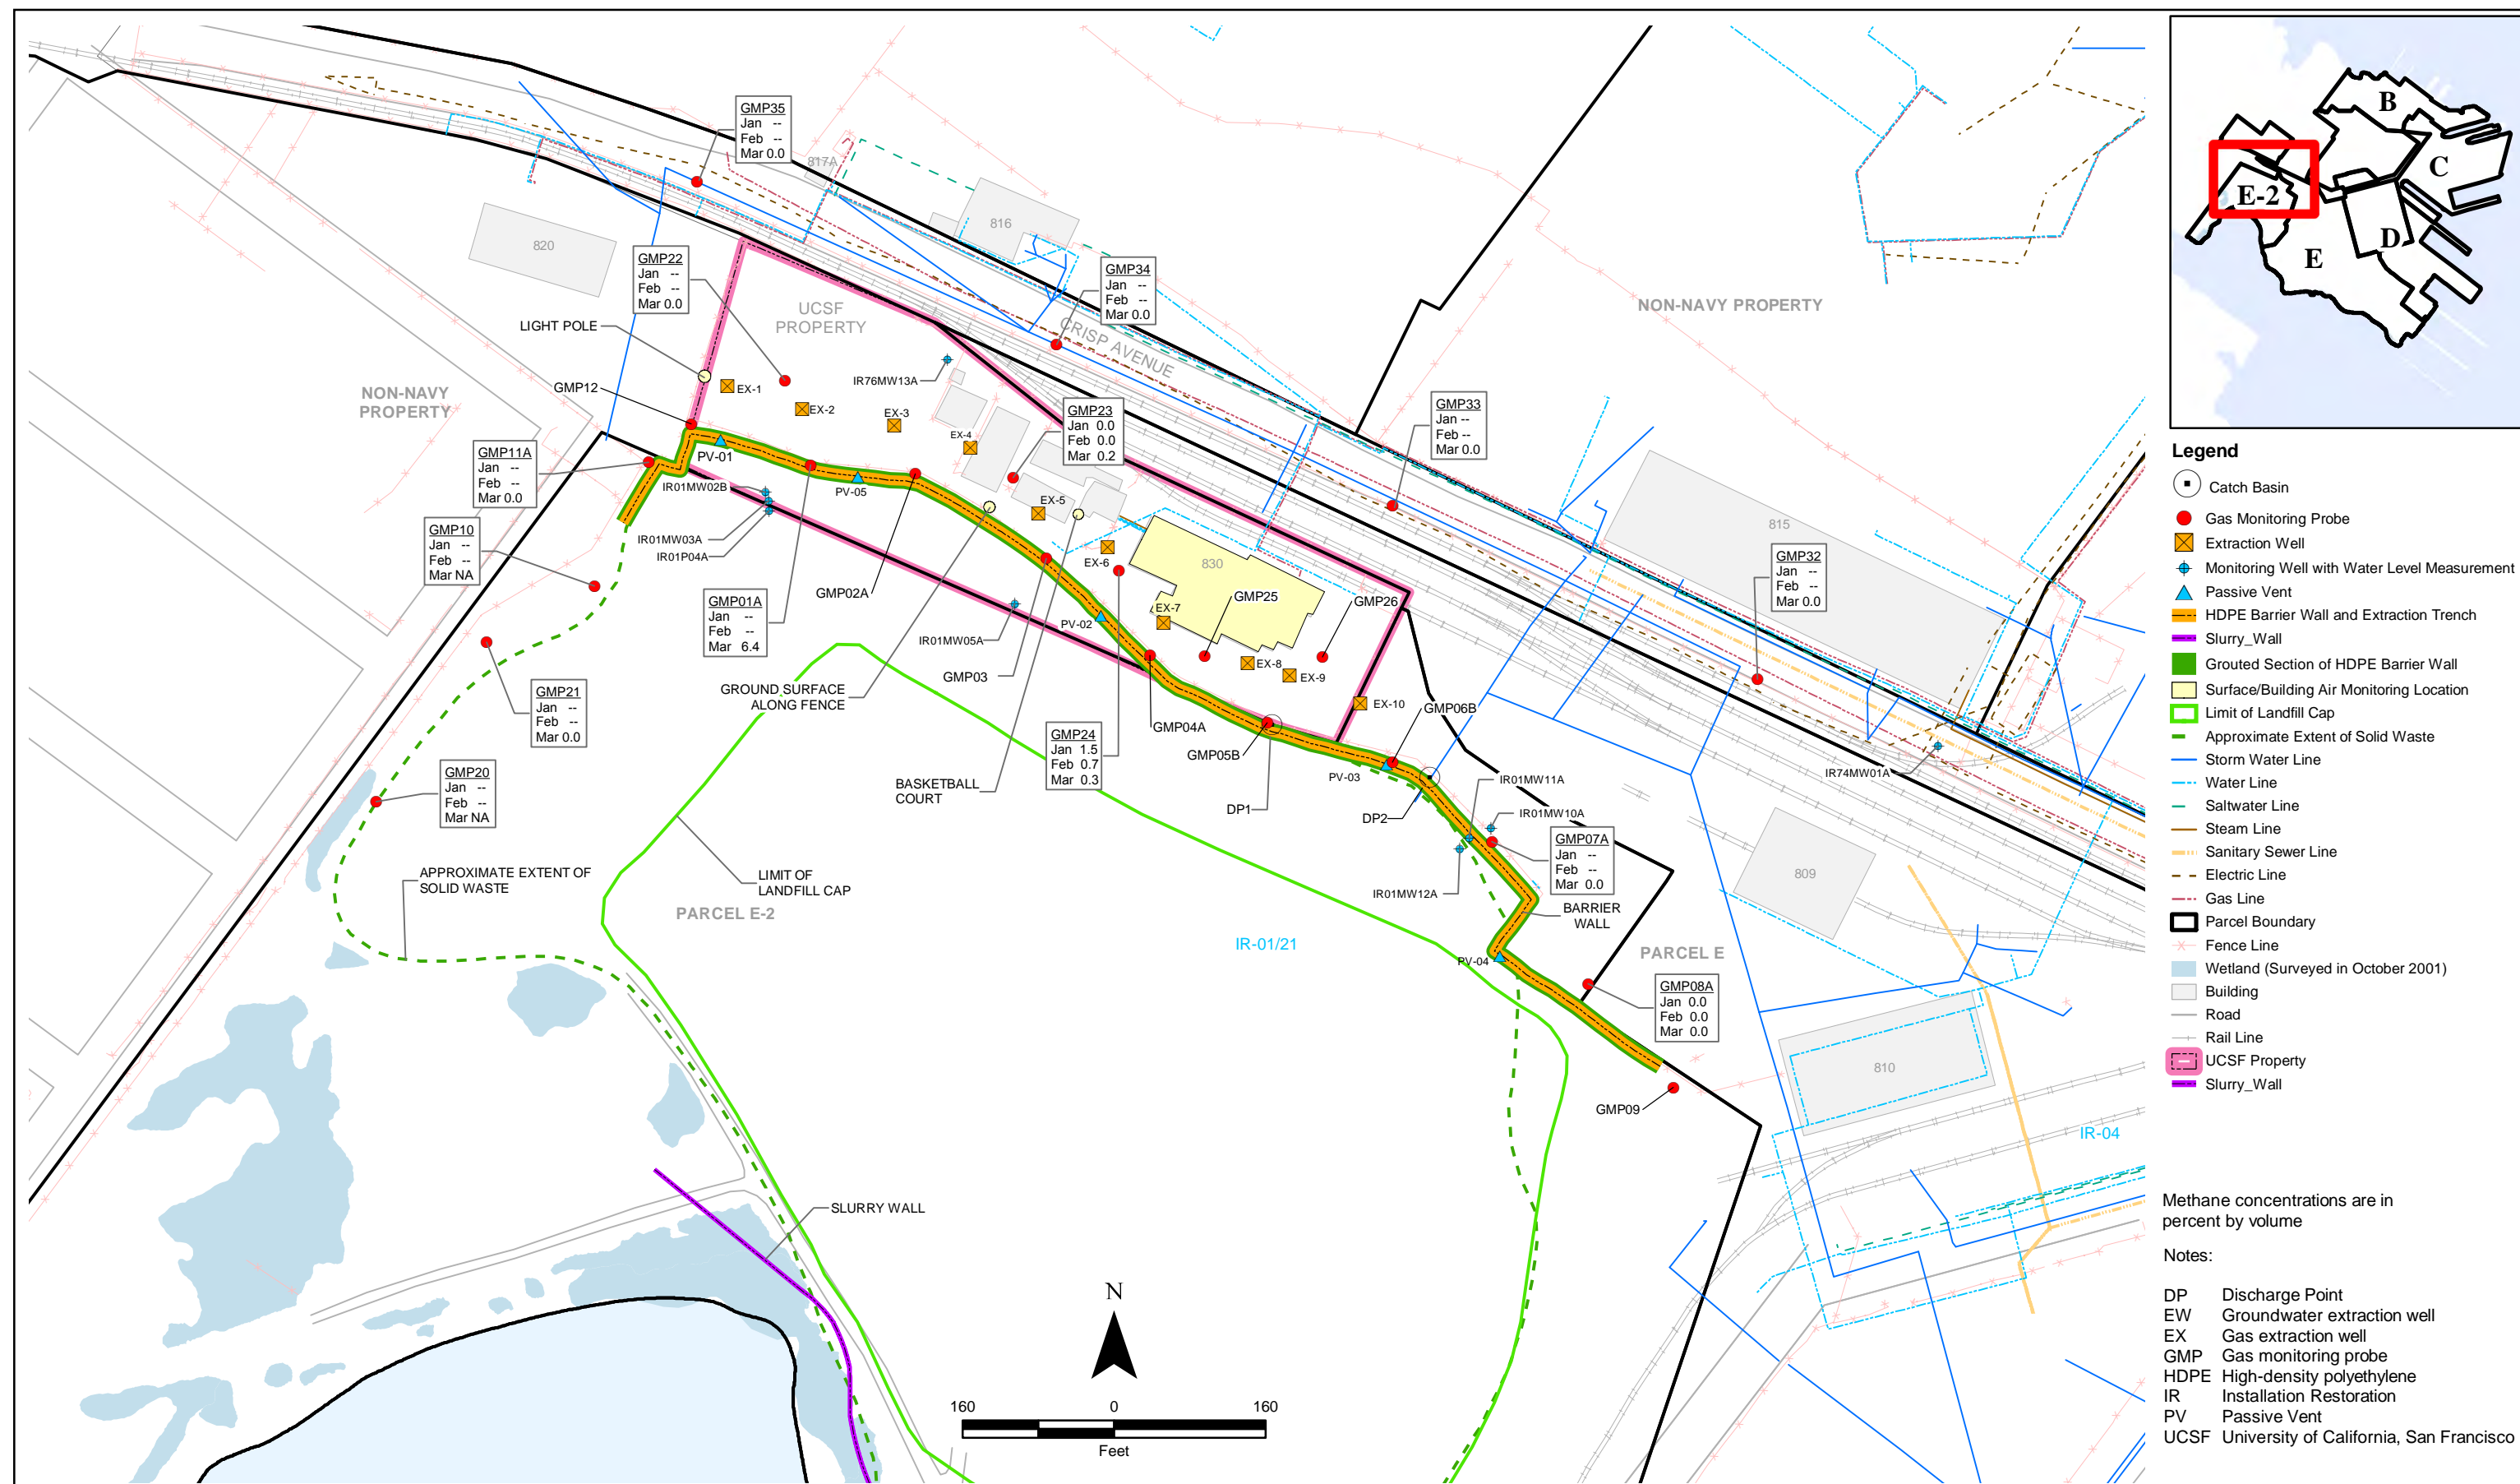 GMP35
Jan --
Feb --
Mar 0.0
817A
816
820
GMP22
Jan --
Feb --
Mar 0.0
UCSF
PROPERTY
GMP34
Jan --
Feb --
Mar 0.0
CRISP AVENUE
NON-NAVY PROPERTY
LIGHT POLE
GMP12
NON-NAVY
PROPERTY
EX-1
EX-2
EX-3
EX-4
IR76MW13A
GMP23
Jan 0.0
Feb 0.0
Mar 0.2
GMP33
Jan --
Feb --
Mar 0.0
GMP11A
Jan --
Feb --
Mar 0.0
PV-01
PV-05
IR01MW02B
IR01MW03A
IR01P04A
EX-5
GMP10
Jan --
Feb --
Mar NA
815
GMP32
Jan --
Feb --
Mar 0.0
EX-6
830
GMP02A
GMP01A
Jan --
Feb --
Mar 6.4
GMP25
GMP26
EX-7
PV-02
IR01MW05A
GMP03
EX-8
EX-9
EX-10
GROUND SURFACE
ALONG FENCE
GMP21
Jan --
Feb --
Mar 0.0
GMP24
Jan 1.5
Feb 0.7
Mar 0.3
GMP04A
GMP05B
GMP06B
GMP20
Jan --
Feb --
Mar NA
BASKETBALL
COURT
DP1
PV-03
DP2
IR01MW11A
IR01MW10A
IR74MW01A
GMP07A
Jan --
Feb --
Mar 0.0
IR01MW12A
809
APPROXIMATE EXTENT OF
SOLID WASTE
LIMIT OF
LANDFILL CAP
PARCEL E-2
BARRIER
WALL
IR-01/21
PV-04
PARCEL E
GMP08A
Jan 0.0
Feb 0.0
Mar 0.0
810
GMP09
IR-04
SLURRY WALL
N
160 0 160
Feet
B
C
E-2
D
E
Legend
Catch Basin
Gas Monitoring Probe
Extraction Well
Monitoring Well with Water Level Measurement
Passive Vent
HDPE Barrier Wall and Extraction Trench
Slurry_Wall
Grouted Section of HDPE Barrier Wall
Surface/Building Air Monitoring Location
Limit of Landfill Cap
Approximate Extent of Solid Waste
Storm Water Line
Water Line
Saltwater Line
Steam Line
Sanitary Sewer Line
Electric Line
Gas Line
Parcel Boundary
Fence Line
Wetland (Surveyed in October 2001)
Building
Road
Rail Line
UCSF Property
Slurry_Wall
Methane concentrations are in
percent by volume
Notes:
DP Discharge Point
EW Groundwater extraction well
EX Gas extraction well
GMP Gas monitoring probe
HDPE High-density polyethylene
IR Installation Restoration
PV Passive Vent
UCSF University of California, San Francisco